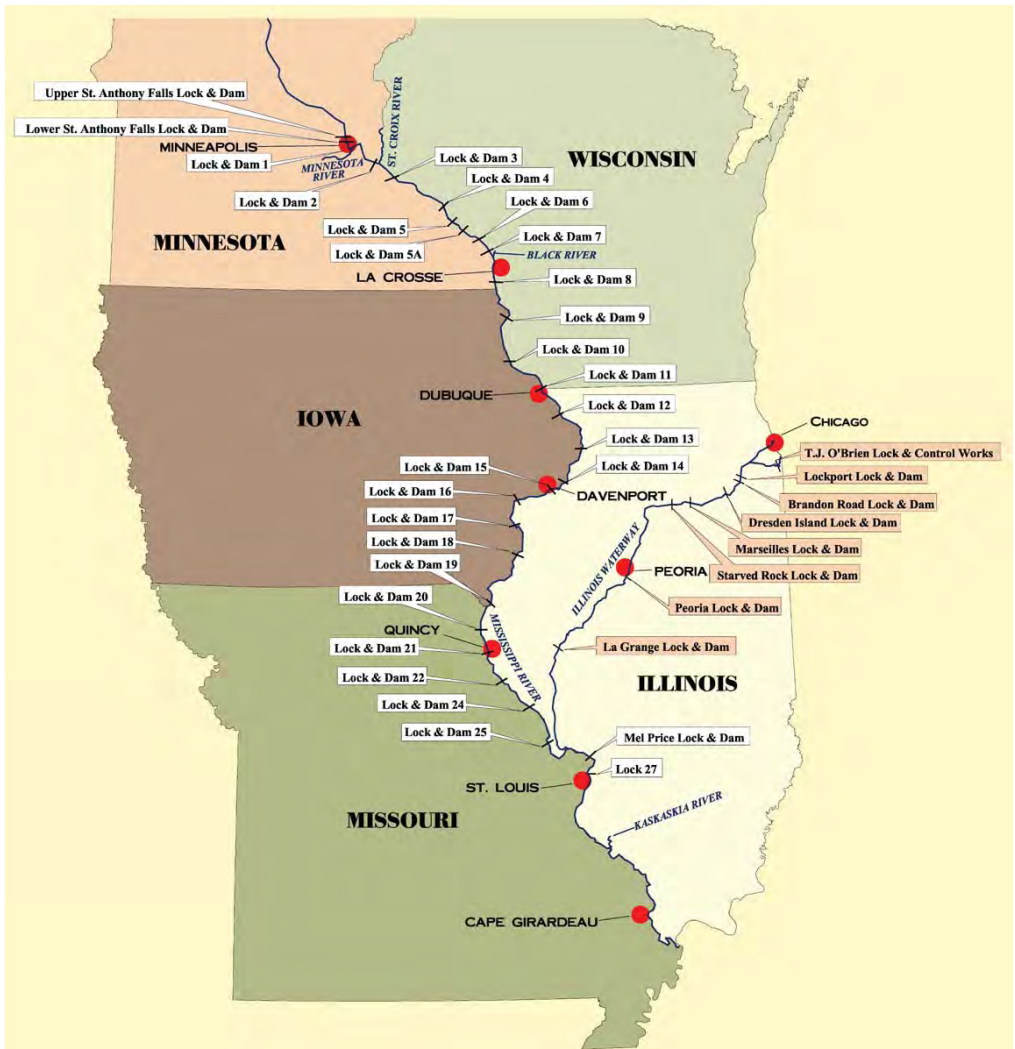 Upper St. Anthony Falls Lock & Dam
Lower St. Anthony Falls Lock & Dam
MINNEAPOLIS
Lock & Dam 1
MINNESOTA
RIVER
ST. CROIX RIVER
Lock & Dam 2
Lock & Dam 3
WISCONSIN
Lock & Dam 4
Lock & Dam 6
Lock & Dam 5
MINNESOTA
Lock & Dam 5A
Lock & Dam 7
BLACK RIVER
LA CROSSE
Lock & Dam 8
Lock & Dam 9
Lock & Dam 10
Lock & Dam 11
DUBUQUE
IOWA
Lock & Dam 12
CHICAGO
Lock & Dam 13
T.J. O'Brien Lock & Control Works
Lock & Dam 15
Lock & Dam 14
Lockport Lock & Dam
Lock & Dam 16
DAVENPORT
Brandon Road Lock & Dam
Lock & Dam 17
Dresden Island Lock & Dam
Lock & Dam 18
Marseilles Lock & Dam
ILLINOIS WATERWAY
Lock & Dam 19
PEORIA
Starved Rock Lock & Dam
Lock & Dam 20
Peoria Lock & Dam
QUINCY
MISSISSIPPI RIVER
Lock & Dam 21
La Grange Lock & Dam
Lock & Dam 22
ILLINOIS
Lock & Dam 24
Lock & Dam 25
Mel Price Lock & Dam
Lock 27
ST. LOUIS
MISSOURI
KASKASKIA RIVER
CAPE GIRARDEAU